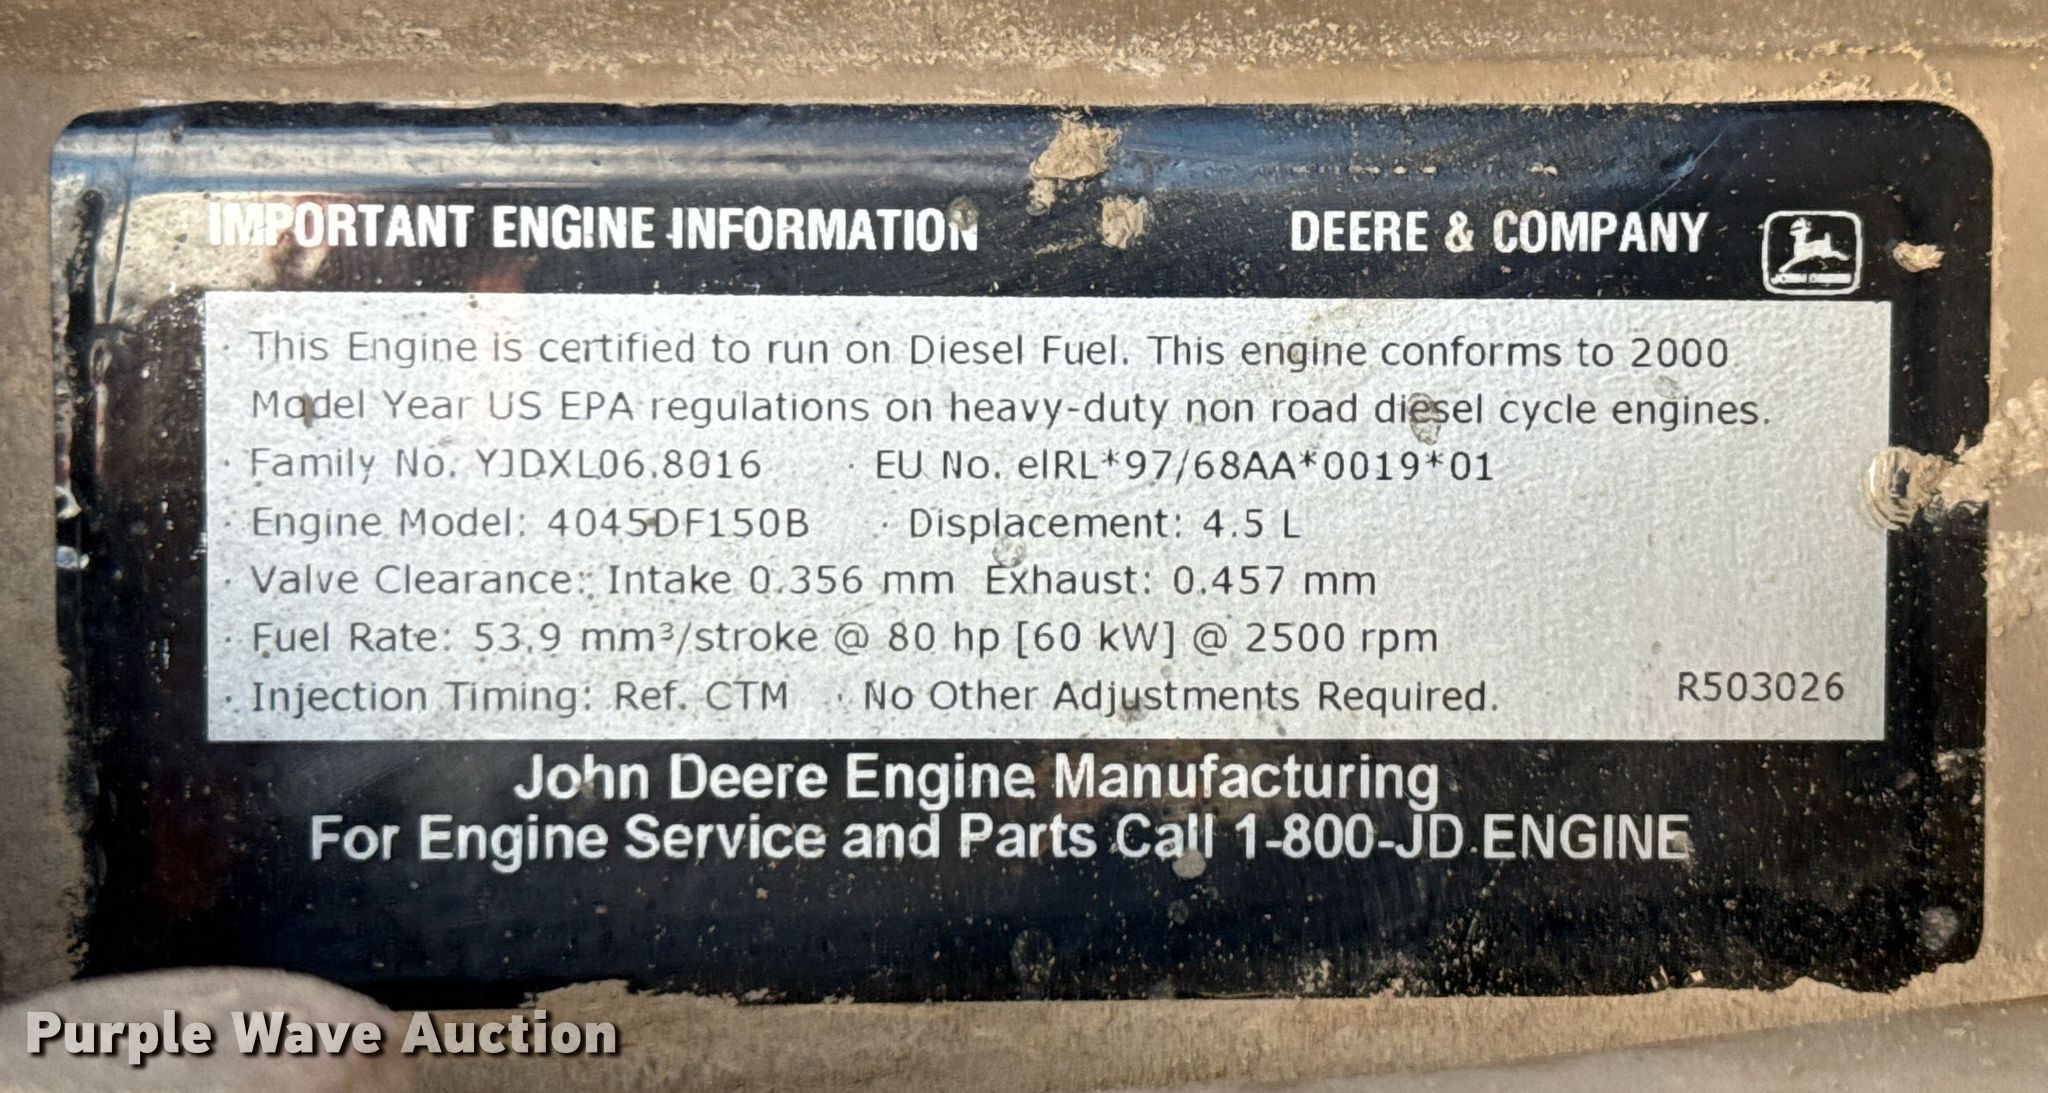 IMPORTANT ENGINE INFORMATION DEERE & COMPANY JOHN DEERE
· This Engine is certified to run on Diesel Fuel. This engine conforms to 2000
Model Year US EPA regulations on heavy-duty non road diesel cycle engines.
· Family No. YJDXL06.8016 · EU No. eIRL*97/68AA*0019*01
· Engine Model: 4045DF150B · Displacement: 4.5 L
· Valve Clearance: Intake 0.356 mm Exhaust: 0.457 mm
· Fuel Rate: 53.9 mm³/stroke @ 80 hp [60 kW] @ 2500 rpm
· Injection Timing: Ref. CTM · No Other Adjustments Required. R503026
John Deere Engine Manufacturing
For Engine Service and Parts Call 1-800-JD ENGINE
Purple Wave Auction